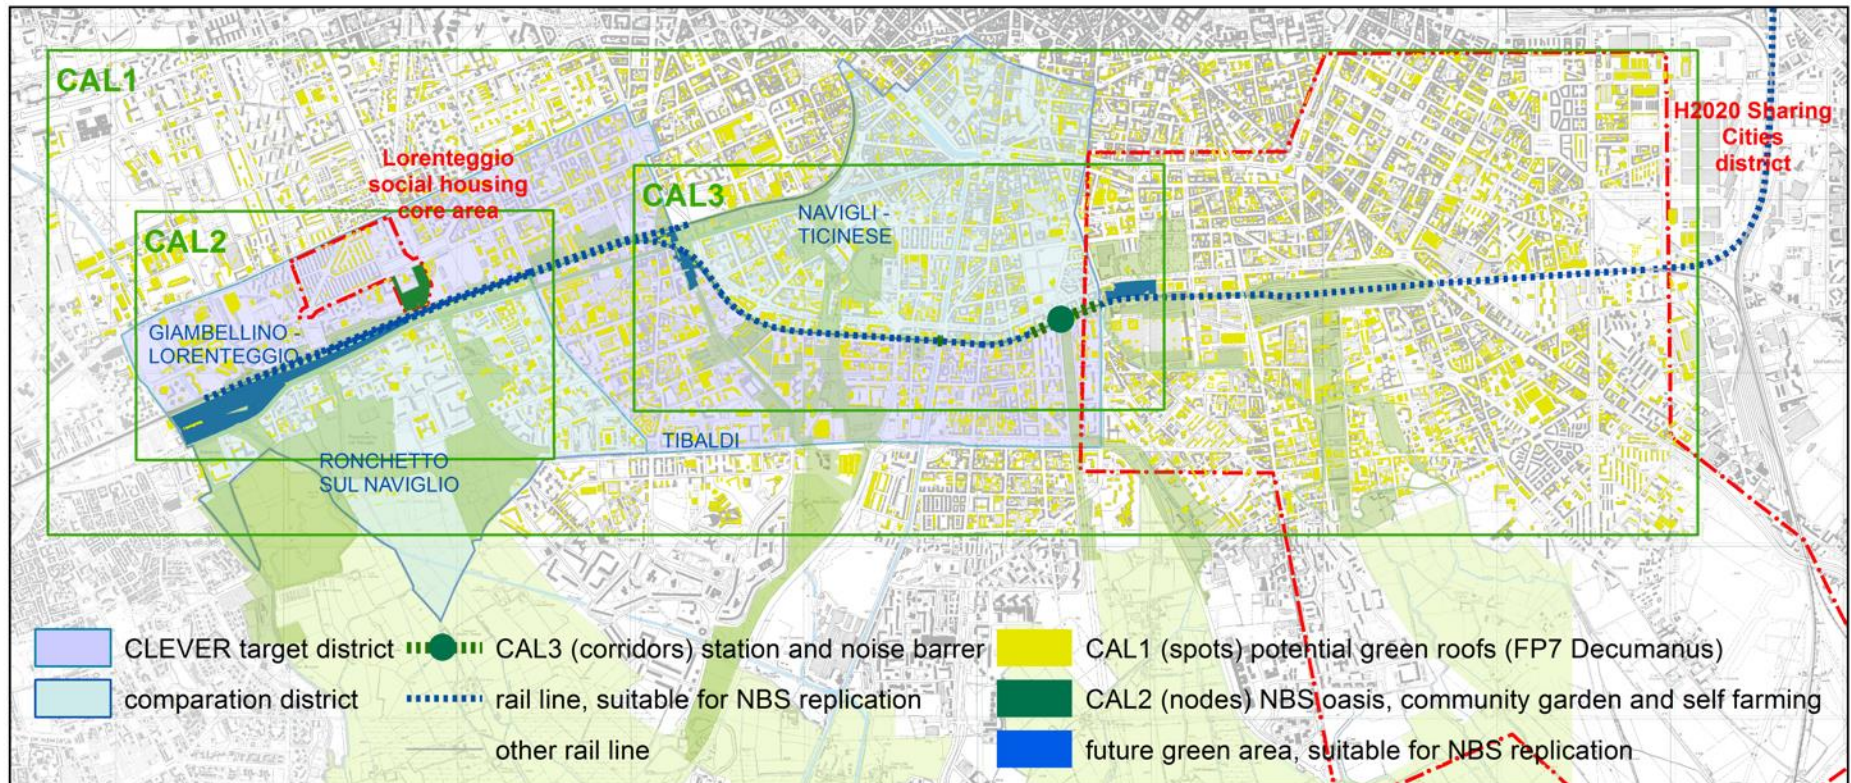 CAL1
H2020 Sharing
Cities
district
Lorenteggio
social housing
core area
CAL3
CAL2
NAVIGLI -
TICINESE
GIAMBELLINO -
LORENTEGGIO
TIBALDI
RONCHETTO
SUL NAVIGLIO
CLEVER target district
CAL3 (corridors) station and noise barrer
CAL1 (spots) potential green roofs (FP7 Decumanus)
comparation district
rail line, suitable for NBS replication
CAL2 (nodes) NBS oasis, community garden and self farming
other rail line
future green area, suitable for NBS replication